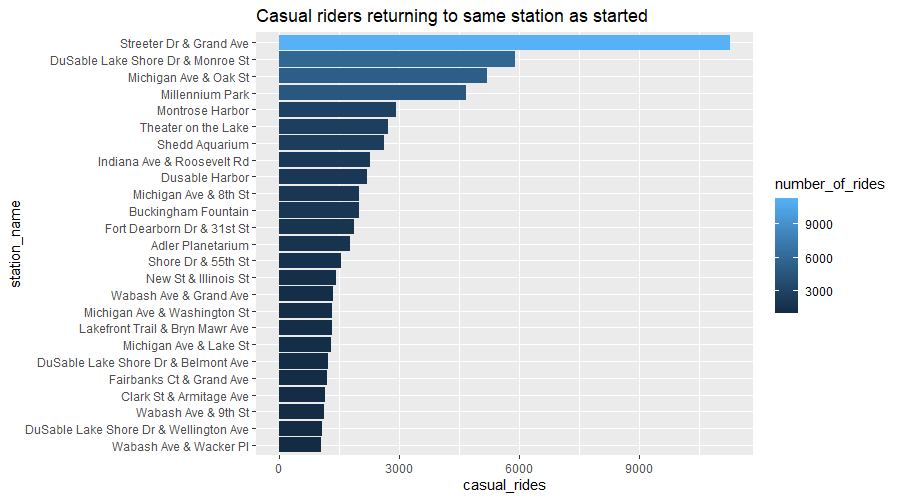 Casual riders returning to same station as started
station_name
Streeter Dr & Grand Ave
DuSable Lake Shore Dr & Monroe St
Michigan Ave & Oak St
Millennium Park
Montrose Harbor
Theater on the Lake
Shedd Aquarium
Indiana Ave & Roosevelt Rd
Dusable Harbor
Michigan Ave & 8th St
Buckingham Fountain
Fort Dearborn Dr & 31st St
Adler Planetarium
Shore Dr & 55th St
New St & Illinois St
Wabash Ave & Grand Ave
Michigan Ave & Washington St
Lakefront Trail & Bryn Mawr Ave
Michigan Ave & Lake St
DuSable Lake Shore Dr & Belmont Ave
Fairbanks Ct & Grand Ave
Clark St & Armitage Ave
Wabash Ave & 9th St
DuSable Lake Shore Dr & Wellington Ave
Wabash Ave & Wacker Pl
0 3000 6000 9000
casual_rides
number_of_rides
9000
6000
3000